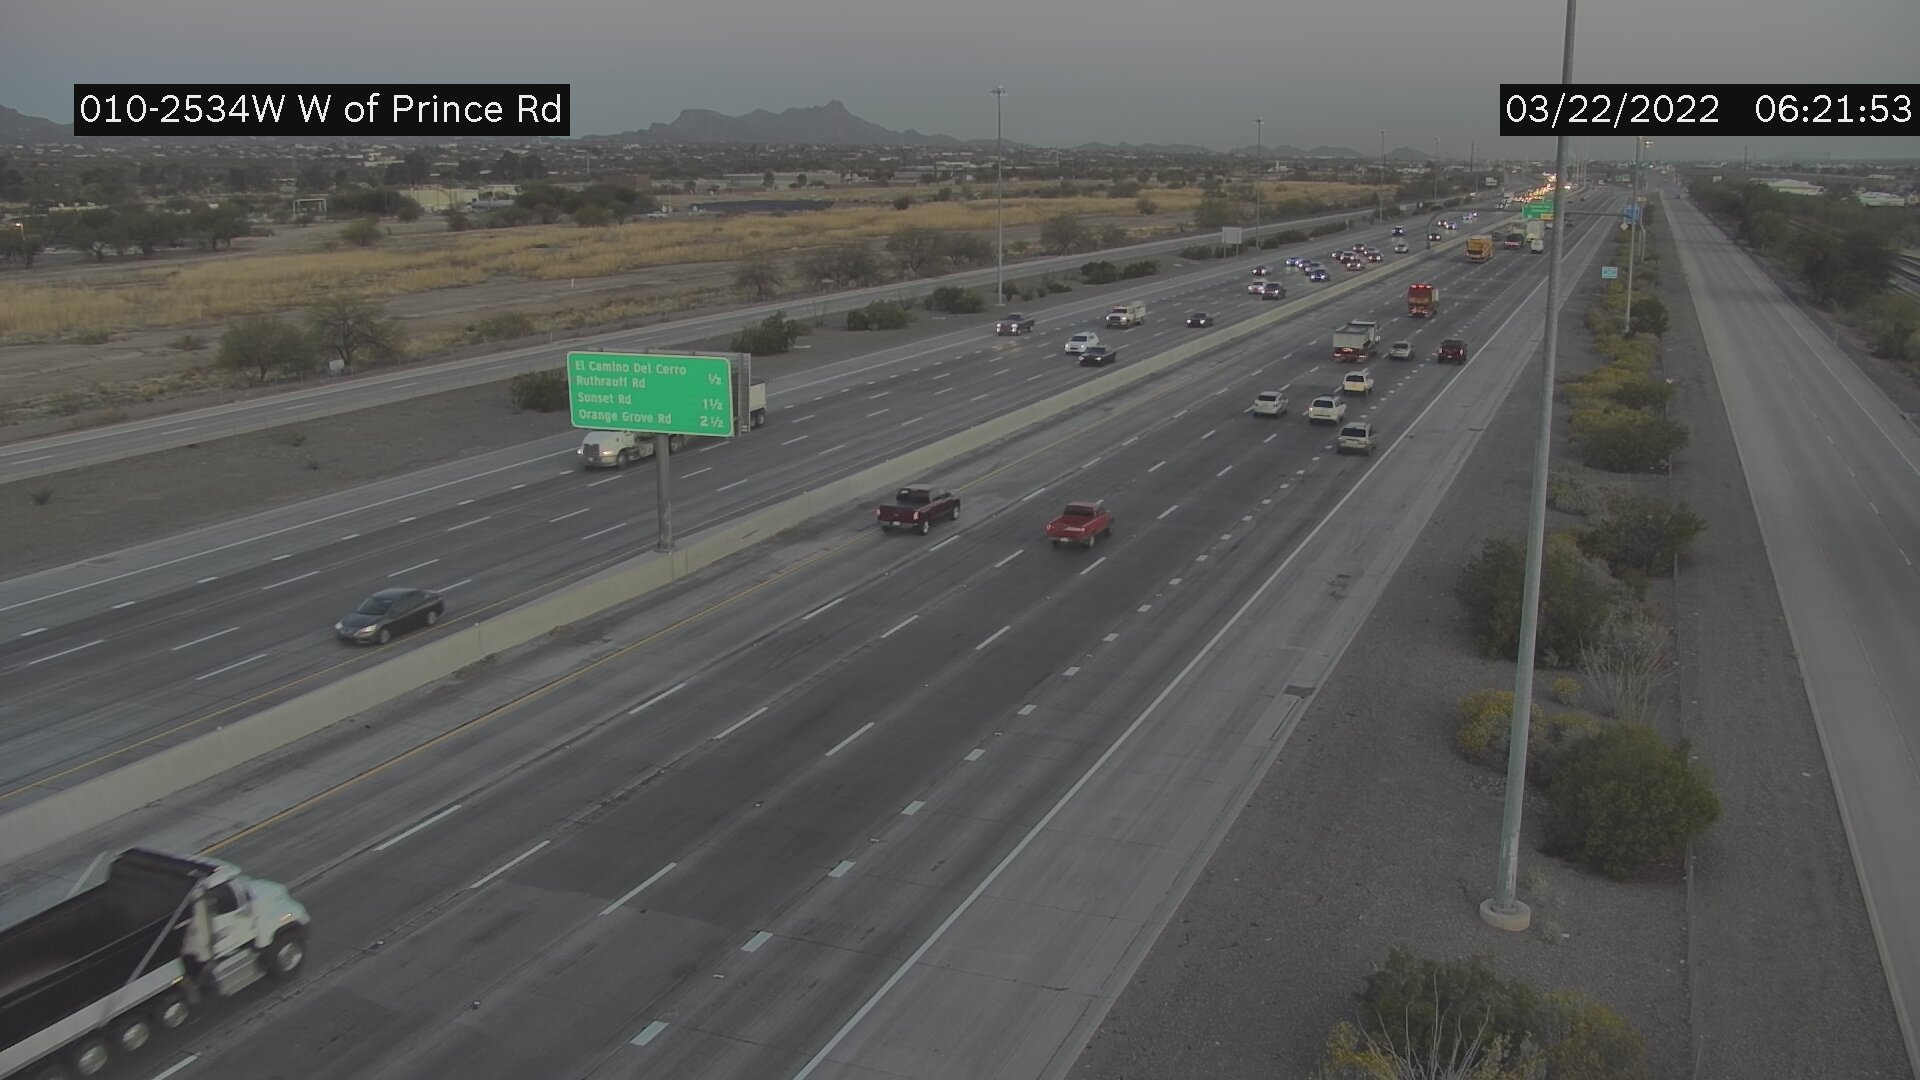 010-2534W W of Prince Rd
03/22/2022 06:21:53
El Camino Del Cerro
Ruthrauff Rd ½
Sunset Rd 1½
Orange Grove Rd 2½